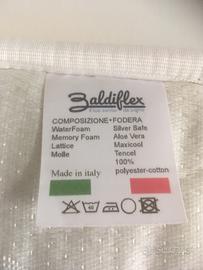 Baldiflex
COMPOSIZIONE+FODERA
WaterFoam Silver Safe
Memory Foam Aloe Vera
Lattice Maxicool
Molle Tencel
100%
polyester-cotton
Made in italy
40